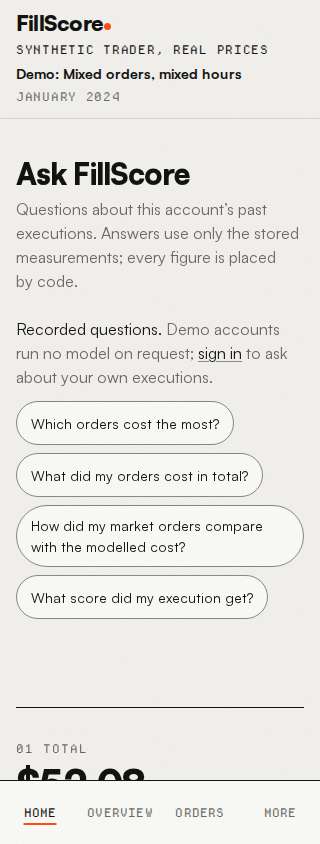 FillScore
SYNTHETIC TRADER, REAL PRICES
Demo: Mixed orders, mixed hours
JANUARY 2024
Ask FillScore
Questions about this account’s past
executions. Answers use only the stored
measurements; every figure is placed
by code.
Recorded questions. Demo accounts
run no model on request; sign in to ask
about your own executions.
Which orders cost the most?
What did my orders cost in total?
How did my market orders compare
with the modelled cost?
What score did my execution get?
01 TOTAL
HOME OVERVIEW ORDERS MORE